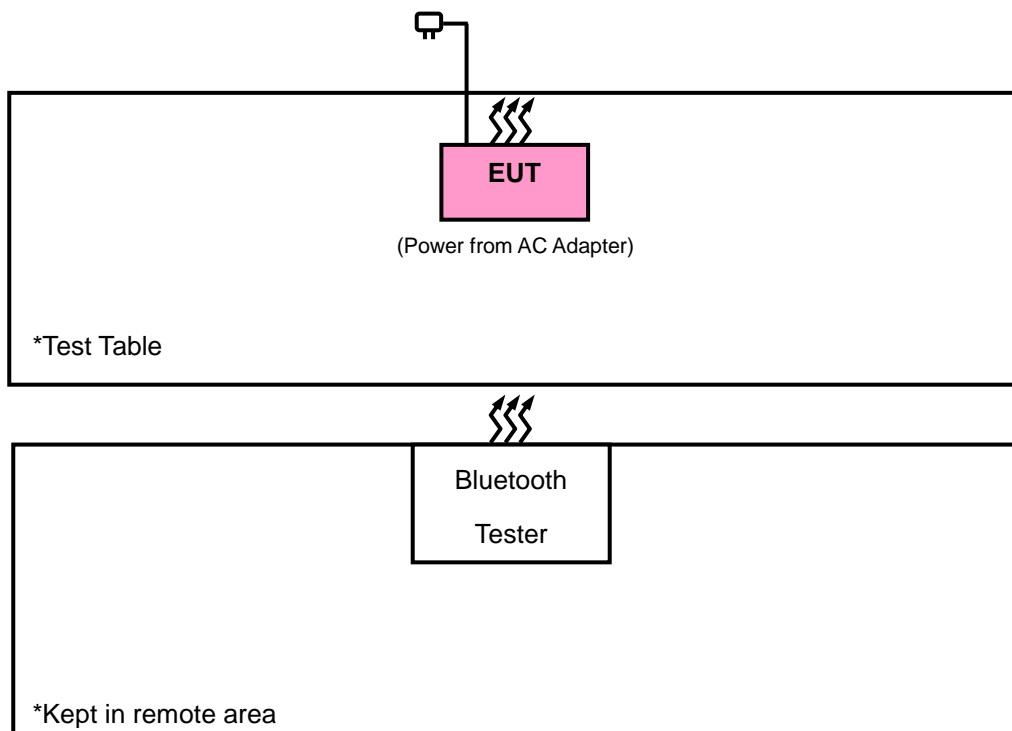 EUT
(Power from AC Adapter)
*Test Table
Bluetooth
Tester
*Kept in remote area